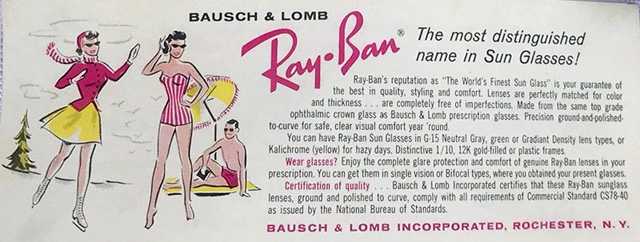 BAUSCH & LOMB
Ray-Ban®
The most distinguished
name in Sun Glasses!
Ray-Ban's reputation as "The World's Finest Sun Glass" is your guarantee of
the best in quality, styling and comfort. Lenses are perfectly matched for color
and thickness . . . are completely free of imperfections. Made from the same top grade
ophthalmic crown glass as Bausch & Lomb prescription glasses. Precision ground-and-polished-
to-curve for safe, clear visual comfort year 'round.
You can have Ray-Ban Sun Glasses in G-15 Neutral Gray, green or Gradiant Density lens types, or
Kalichrome (yellow) for hazy days. Distinctive 1/10, 12K gold-filled or plastic frames.
Wear glasses? Enjoy the complete glare protection and comfort of genuine Ray-Ban lenses in your
prescription. You can get them in single vision or Bifocal types, where you obtained your present glasses.
Certification of quality . . . Bausch & Lomb Incorporated certifies that these Ray-Ban sunglass
lenses, ground and polished to curve, comply with all requirements of Commercial Standard CS78-40
as issued by the National Bureau of Standards.
BAUSCH & LOMB INCORPORATED, ROCHESTER, N. Y.